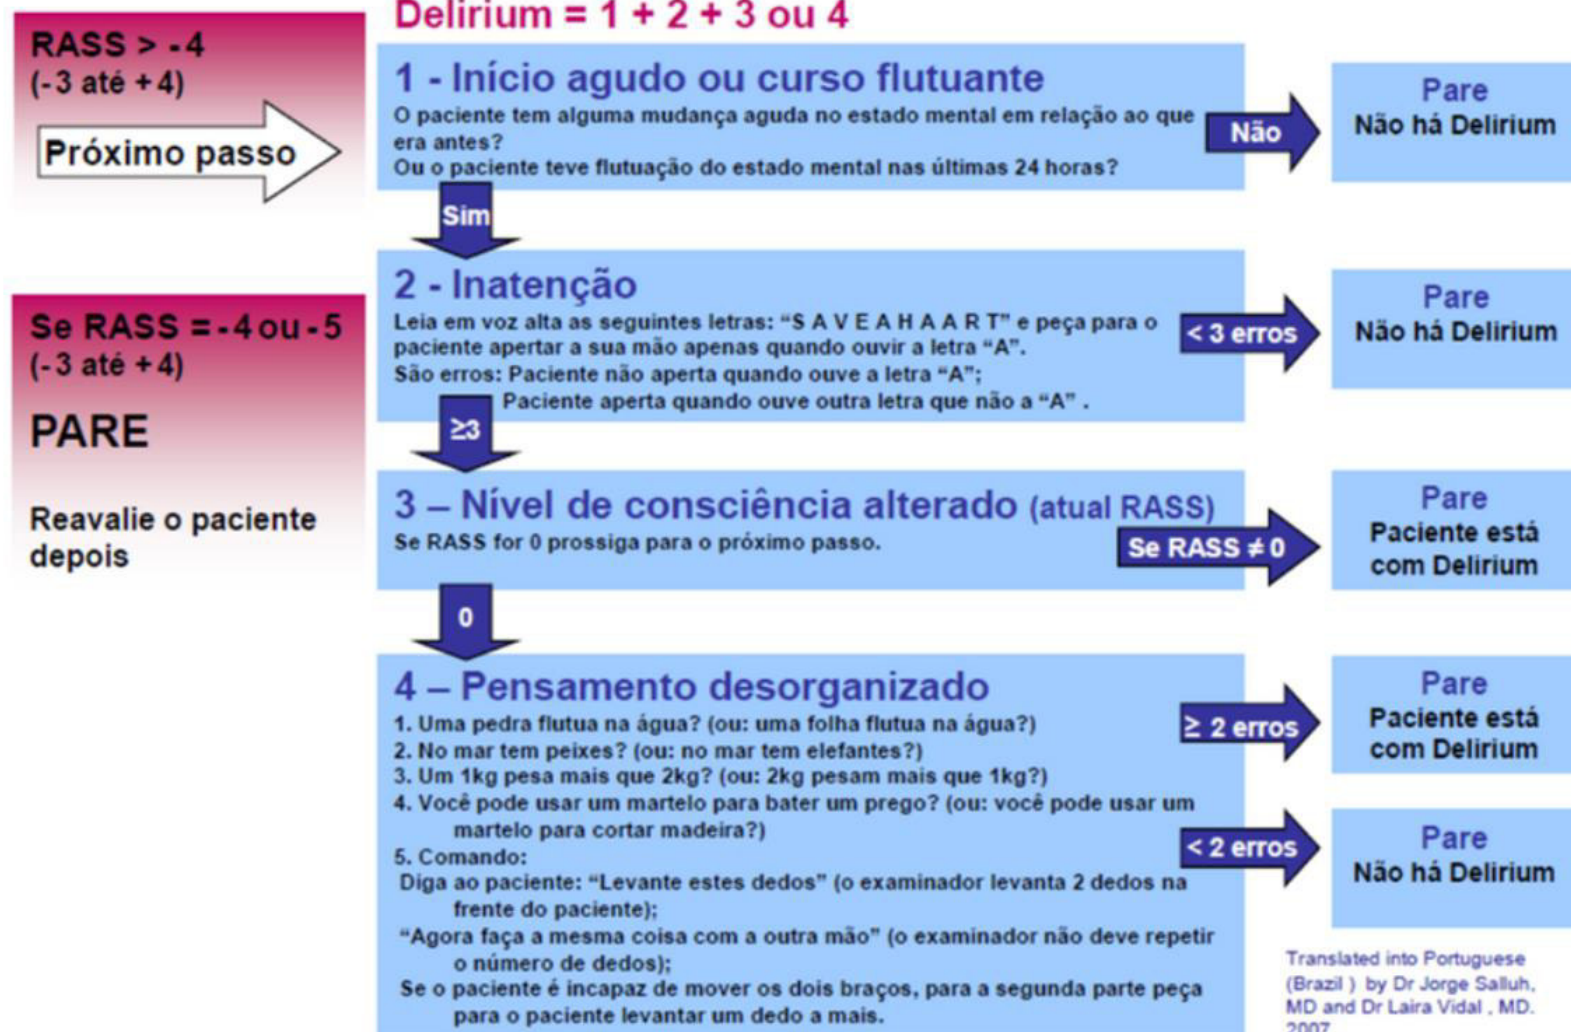 Delirium = 1 + 2 + 3 ou 4
RASS > - 4
(- 3 até + 4)
Próximo passo
1 - Início agudo ou curso flutuante
O paciente tem alguma mudança aguda no estado mental em relação ao que
era antes?
Ou o paciente teve flutuação do estado mental nas últimas 24 horas?
Não
Pare
Não há Delirium
Sim
Se RASS = - 4 ou - 5
(- 3 até + 4)
PARE
Reavalie o paciente
depois
2 - Inatenção
Leia em voz alta as seguintes letras: “S A V E A H A A R T” e peça para o
paciente apertar a sua mão apenas quando ouvir a letra “A”.
São erros: Paciente não aperta quando ouve a letra “A”;
Paciente aperta quando ouve outra letra que não a “A” .
< 3 erros
Pare
Não há Delirium
≥3
3 – Nível de consciência alterado (atual RASS)
Se RASS for 0 prossiga para o próximo passo.
Se RASS ≠ 0
Pare
Paciente está
com Delirium
0
4 – Pensamento desorganizado
1. Uma pedra flutua na água? (ou: uma folha flutua na água?)
2. No mar tem peixes? (ou: no mar tem elefantes?)
3. Um 1kg pesa mais que 2kg? (ou: 2kg pesam mais que 1kg?)
4. Você pode usar um martelo para bater um prego? (ou: você pode usar um
martelo para cortar madeira?)
5. Comando:
Diga ao paciente: “Levante estes dedos” (o examinador levanta 2 dedos na
frente do paciente);
“Agora faça a mesma coisa com a outra mão” (o examinador não deve repetir
o número de dedos);
Se o paciente é incapaz de mover os dois braços, para a segunda parte peça
para o paciente levantar um dedo a mais.
≥ 2 erros
Pare
Paciente está
com Delirium
< 2 erros
Pare
Não há Delirium
Translated into Portuguese
(Brazil ) by Dr Jorge Salluh,
MD and Dr Laira Vidal , MD.
2007